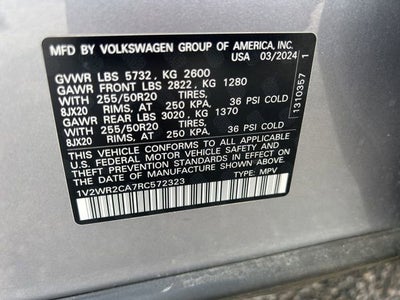 MFD BY VOLKSWAGEN GROUP OF AMERICA, INC.
USA 03/2024
GVWR LBS 5732, KG 2600
GAWR FRONT LBS 2822, KG 1280
WITH 255/50R20 TIRES,
8JX20 RIMS, AT 250 KPA, 36 PSI COLD
GAWR REAR LBS 3020, KG 1370
WITH 255/50R20 TIRES,
8JX20 RIMS, AT 250 KPA, 36 PSI COLD
THIS VEHICLE CONFORMS TO ALL APPLICABLE
U.S. FEDERAL MOTOR VEHICLE SAFETY AND
THEFT PREVENTION STANDARDS IN EFFECT ON
THE DATE OF MANUFACTURE SHOWN ABOVE.
1V2WR2CA7RC572323 TYPE: MPV
1310357 1